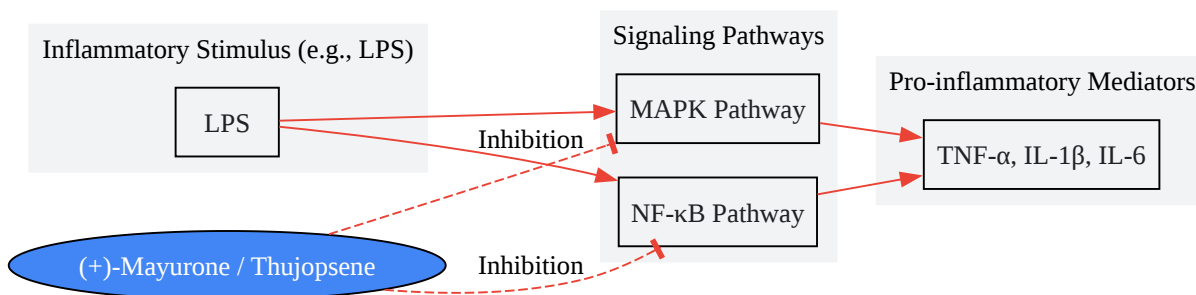 Inflammatory Stimulus (e.g., LPS)
LPS
Signaling Pathways
MAPK Pathway
NF-κB Pathway
Pro-inflammatory Mediators
TNF-α, IL-1β, IL-6
Inhibition
Inhibition
(+)-Mayurone / Thujopsene